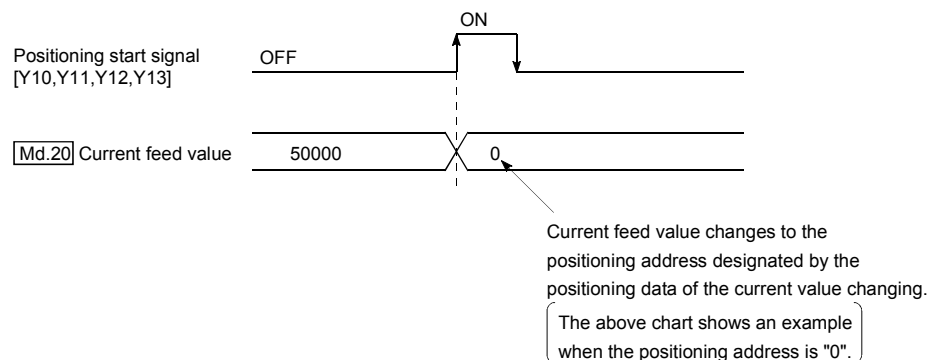 ON
Positioning start signal
[Y10,Y11,Y12,Y13]
OFF
Md.20 Current feed value
50000
0
Current feed value changes to the
positioning address designated by the
positioning data of the current value changing.
The above chart shows an example
when the positioning address is "0".